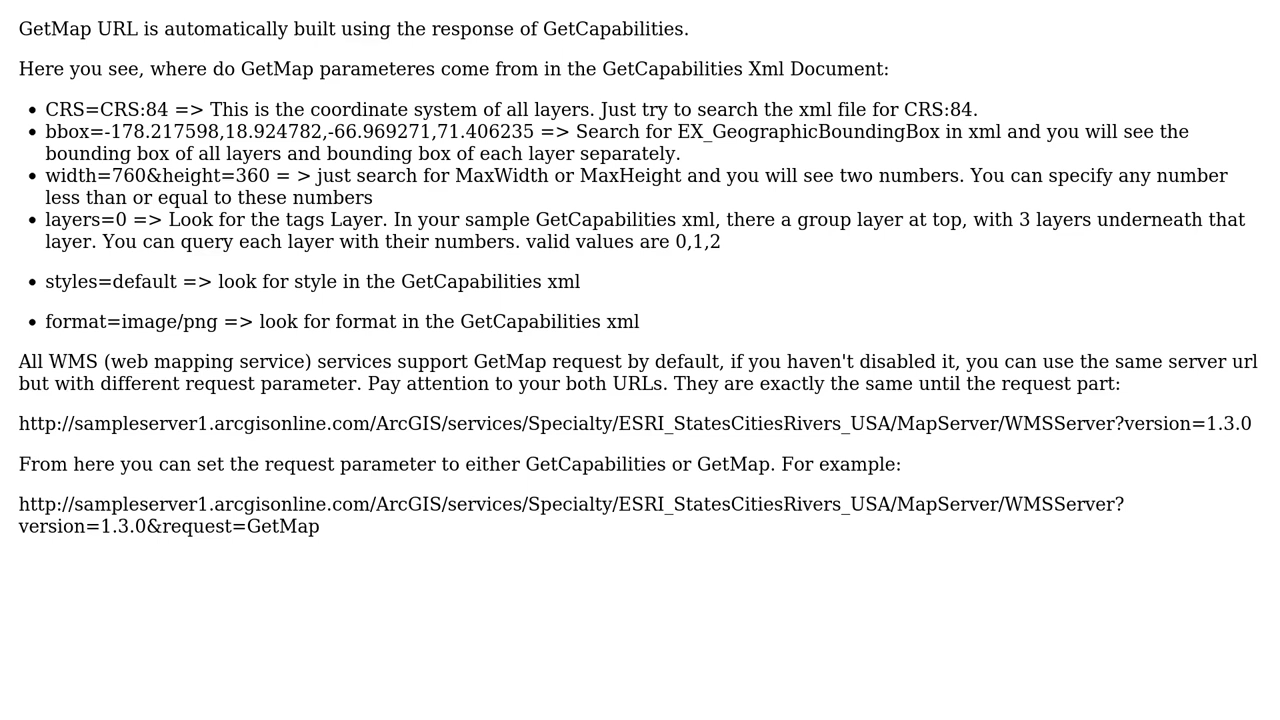 GetMap URL is automatically built using the response of GetCapabilities.
Here you see, where do GetMap parameteres come from in the GetCapabilities Xml Document:
• CRS=CRS:84 => This is the coordinate system of all layers. Just try to search the xml file for CRS:84.
• bbox=-178.217598,18.924782,-66.969271,71.406235 => Search for EX_GeographicBoundingBox in xml and you will see the
bounding box of all layers and bounding box of each layer separately.
• width=760&height=360 = > just search for MaxWidth or MaxHeight and you will see two numbers. You can specify any number
less than or equal to these numbers
• layers=0 => Look for the tags Layer. In your sample GetCapabilities xml, there a group layer at top, with 3 layers underneath that
layer. You can query each layer with their numbers. valid values are 0,1,2
• styles=default => look for style in the GetCapabilities xml
• format=image/png => look for format in the GetCapabilities xml
All WMS (web mapping service) services support GetMap request by default, if you haven't disabled it, you can use the same server url
but with different request parameter. Pay attention to your both URLs. They are exactly the same until the request part:
http://sampleserver1.arcgisonline.com/ArcGIS/services/Specialty/ESRI_StatesCitiesRivers_USA/MapServer/WMSServer?version=1.3.0
From here you can set the request parameter to either GetCapabilities or GetMap. For example:
http://sampleserver1.arcgisonline.com/ArcGIS/services/Specialty/ESRI_StatesCitiesRivers_USA/MapServer/WMSServer?
version=1.3.0&request=GetMap